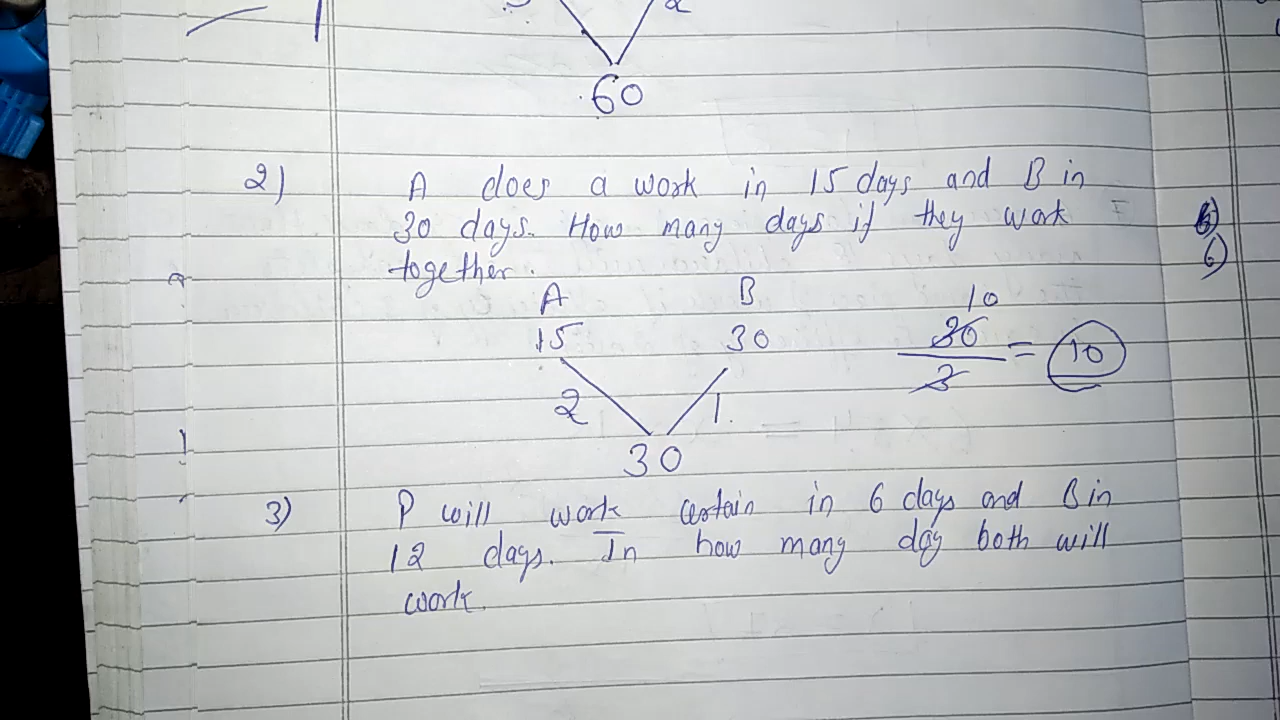 60
2) A does a work in 15 days and B in
30 days. How many days if they work
together.
A B
15 30
10
30/3 = 10
2 1.
30
3) P will work certain in 6 days and B in
12 days. In how many day both will
work.
6)